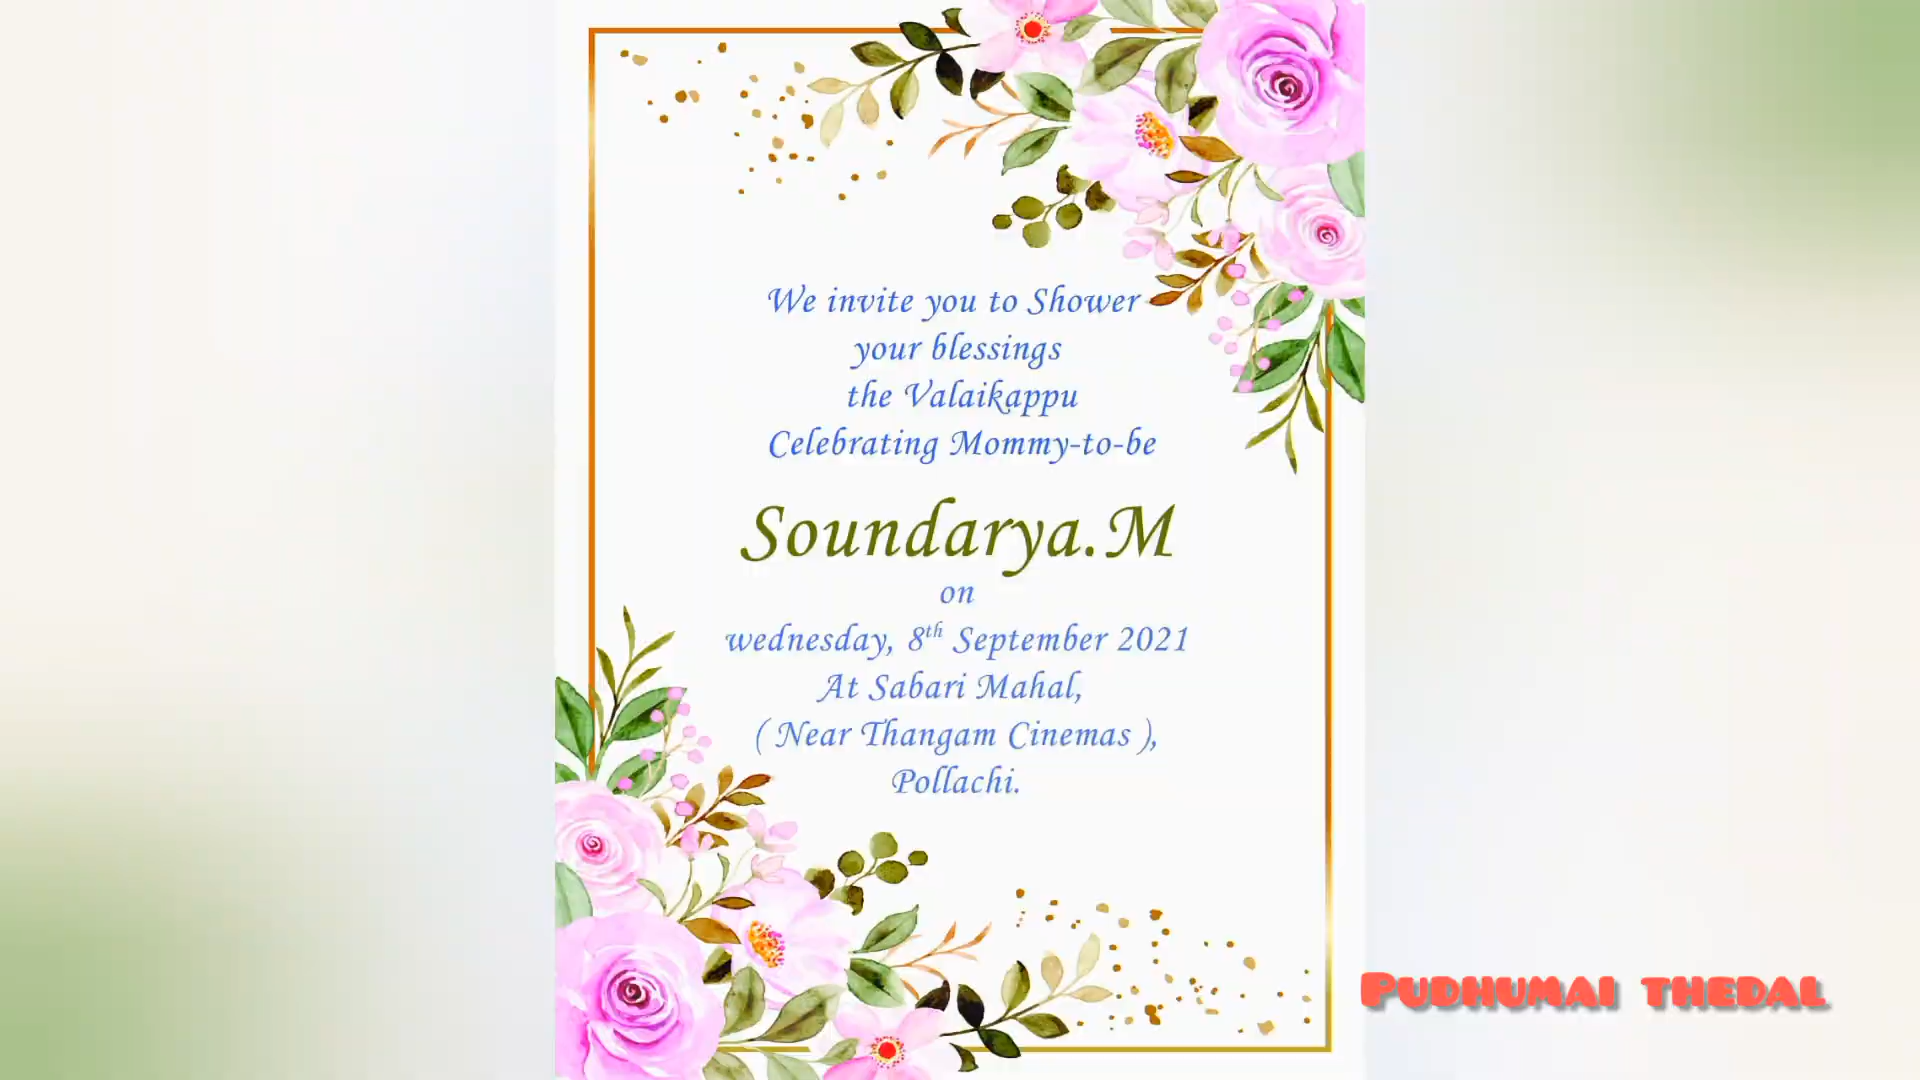 We invite you to Shower
your blessings
the Valaikappu
Celebrating Mommy-to-be
Soundarya.M
on
wednesday, 8th September 2021
At Sabari Mahal,
( Near Thangam Cinemas ),
Pollachi.
Pudhumai thedal